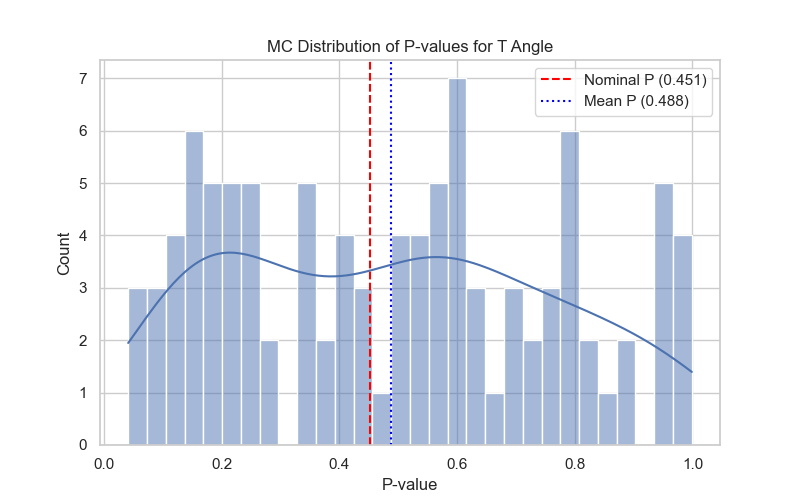 MC Distribution of P-values for T Angle
Nominal P (0.451)
Mean P (0.488)
Count
7
6
5
4
3
2
1
0
0.0 0.2 0.4 0.6 0.8 1.0
P-value